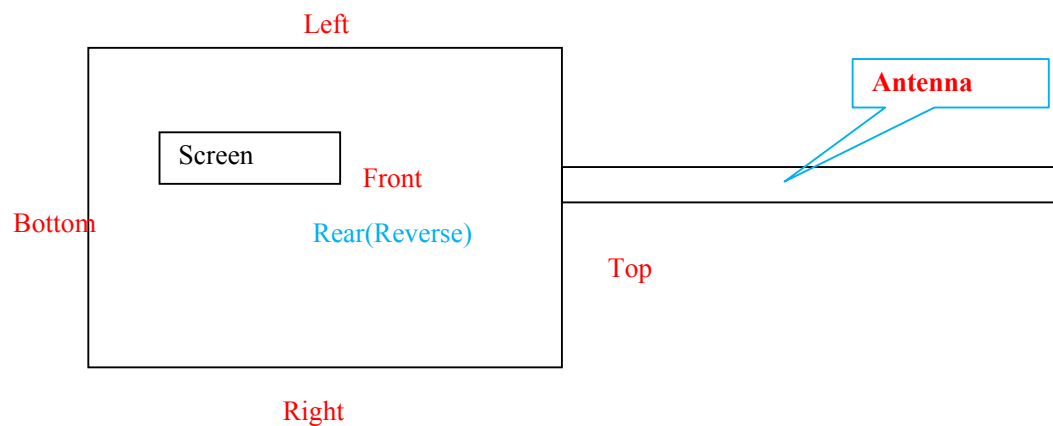 Left
Antenna
Screen
Front
Bottom
Rear(Reverse)
Top
Right